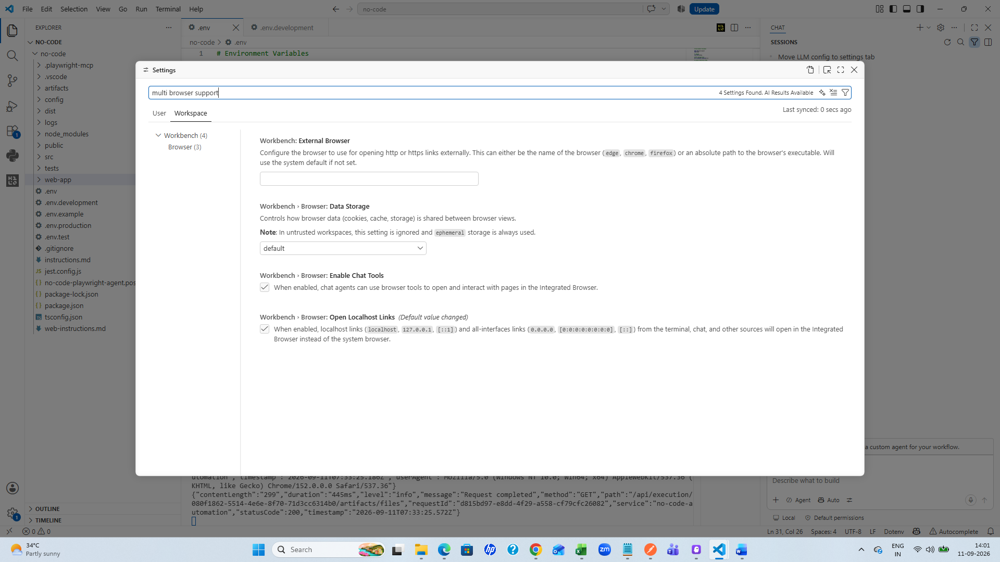 File Edit Selection View Go Run Terminal Help
no-code
Update
EXPLORER
NO-CODE
no-code
.playwright-mcp
.vscode
artifacts
config
dist
logs
node_modules
public
src
tests
web-app
.env
.env.development
.env.example
.env.production
.env.test
.gitignore
instructions.md
JS jest.config.js
{} no-code-playwright-agent.pos
{} package-lock.json
{} package.json
TS tsconfig.json
web-instructions.md
OUTLINE
TIMELINE
1
1
.env
.env.development
no-code > .env
1 # Environment Variables
Settings
multi browser support
4 Settings Found. AI Results Available
User Workspace
Last synced: 0 secs ago
Workbench (4)
Browser (3)
Workbench: External Browser
Configure the browser to use for opening http or https links externally. This can either be the name of the browser (edge, chrome, firefox) or an absolute path to the browser's executable. Will
use the system default if not set.
Workbench › Browser: Data Storage
Controls how browser data (cookies, cache, storage) is shared between browser views.
Note: In untrusted workspaces, this setting is ignored and ephemeral storage is always used.
default
Workbench › Browser: Enable Chat Tools
When enabled, chat agents can use browser tools to open and interact with pages in the Integrated Browser.
Workbench › Browser: Open Localhost Links (Default value changed)
When enabled, localhost links (localhost, 127.0.0.1, [::1]) and all-interfaces links (0.0.0.0, [0:0:0:0:0:0:0:0], [::]) from the terminal, chat, and other sources will open in the Integrated
Browser instead of the system browser.
utomation","timestamp":"2026-09-11T07:33:25.186Z","userAgent":"Mozilla/5.0 (Windows NT 10.0; Win64; x64) AppleWebKit/537.36 (
KHTML, like Gecko) Chrome/152.0.0.0 Safari/537.36"}
{"contentLength":"299","duration":"445ms","level":"info","message":"Request completed","method":"GET","path":"/api/execution/
080f1862-5514-4e6e-8f70-71d3cc6314b0/artifacts/files","requestId":"d815bd97-e8dd-4f29-a558-cf79cfc26082","service":"no-code-a
utomation","statusCode":200,"timestamp":"2026-09-11T07:33:25.572Z"}
CHAT
SESSIONS
Move LLM config to settings tab
a custom agent for your workflow.
Describe what to build
Agent Auto
Local Default permissions
0 0
Ln 31, Col 26 Spaces: 4 UTF-8 LF Dotenv Autocomplete
34°C
Partly sunny
Search
hp
zm
ENG
IN
14:01
11-09-2026